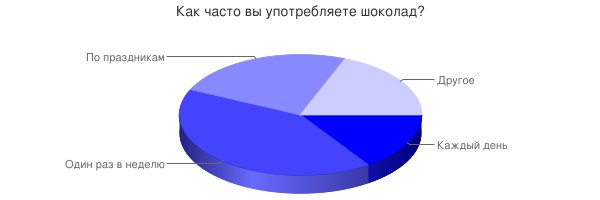 Как часто вы употребляете шоколад?
По праздникам
Другое
Каждый день
Один раз в неделю